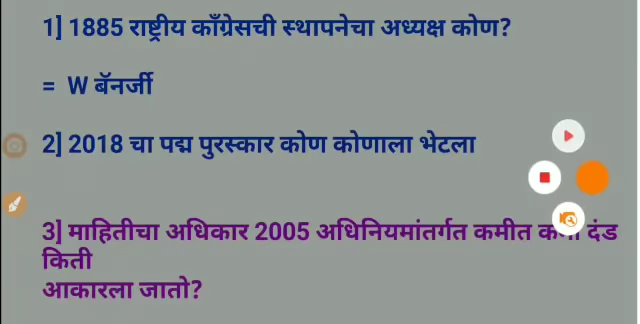 1] 1885 राष्ट्रीय काँग्रेसची स्थापनेचा अध्यक्ष कोण?
= W बॅनर्जी
2] 2018 चा पद्म पुरस्कार कोण कोणाला भेटला
3] माहितीचा अधिकार 2005 अधिनियमांतर्गत कमीत दंड
किती
आकारला जातो?